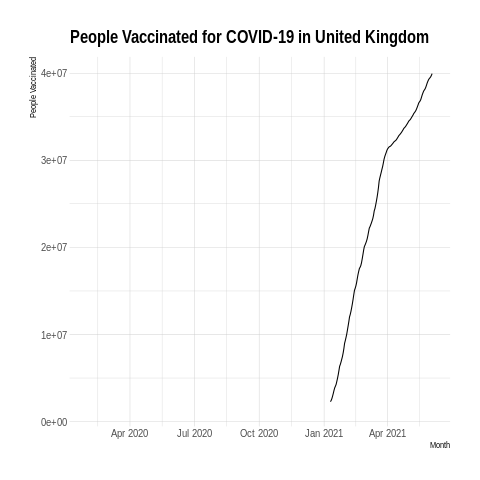 People Vaccinated for COVID-19 in United Kingdom
People Vaccinated
4e+07
3e+07
2e+07
1e+07
0e+00
Apr 2020 Jul 2020 Oct 2020 Jan 2021 Apr 2021
Month